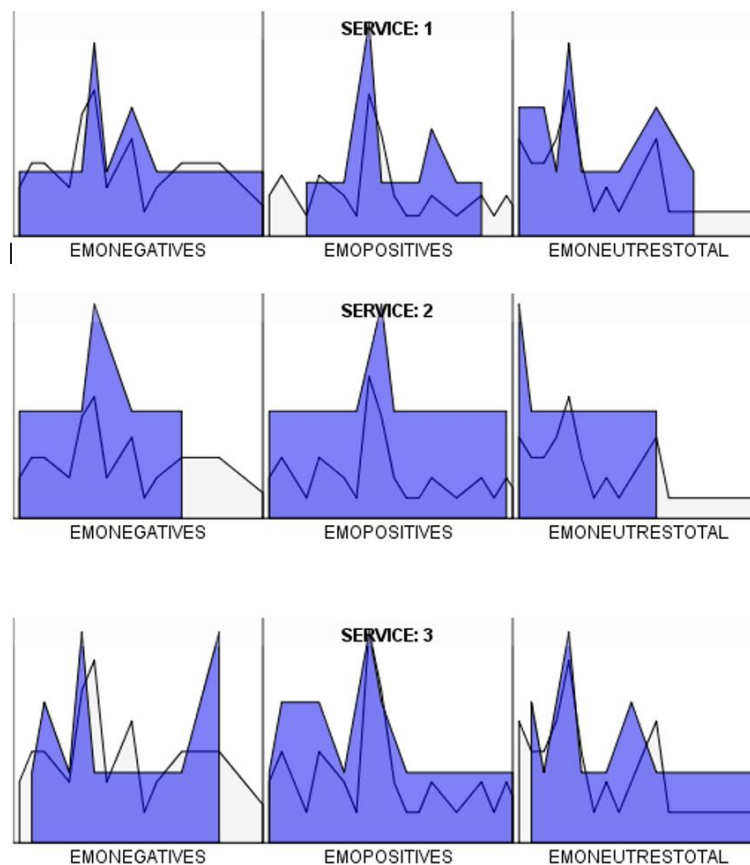 SERVICE: 1
EMONEGATIVES EMOPOSITIVES EMONEUTRESTOTAL
SERVICE: 2
EMONEGATIVES EMOPOSITIVES EMONEUTRESTOTAL
SERVICE: 3
EMONEGATIVES EMOPOSITIVES EMONEUTRESTOTAL